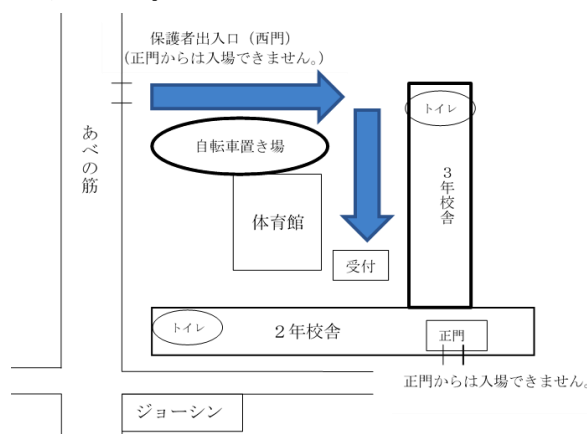 保護者出入口（西門）
（正門からは入場できません。）
トイレ
あべの筋
自転車置き場
３年校舎
体育館
受付
トイレ
２年校舎
正門
正門からは入場できません。
ジョーシン